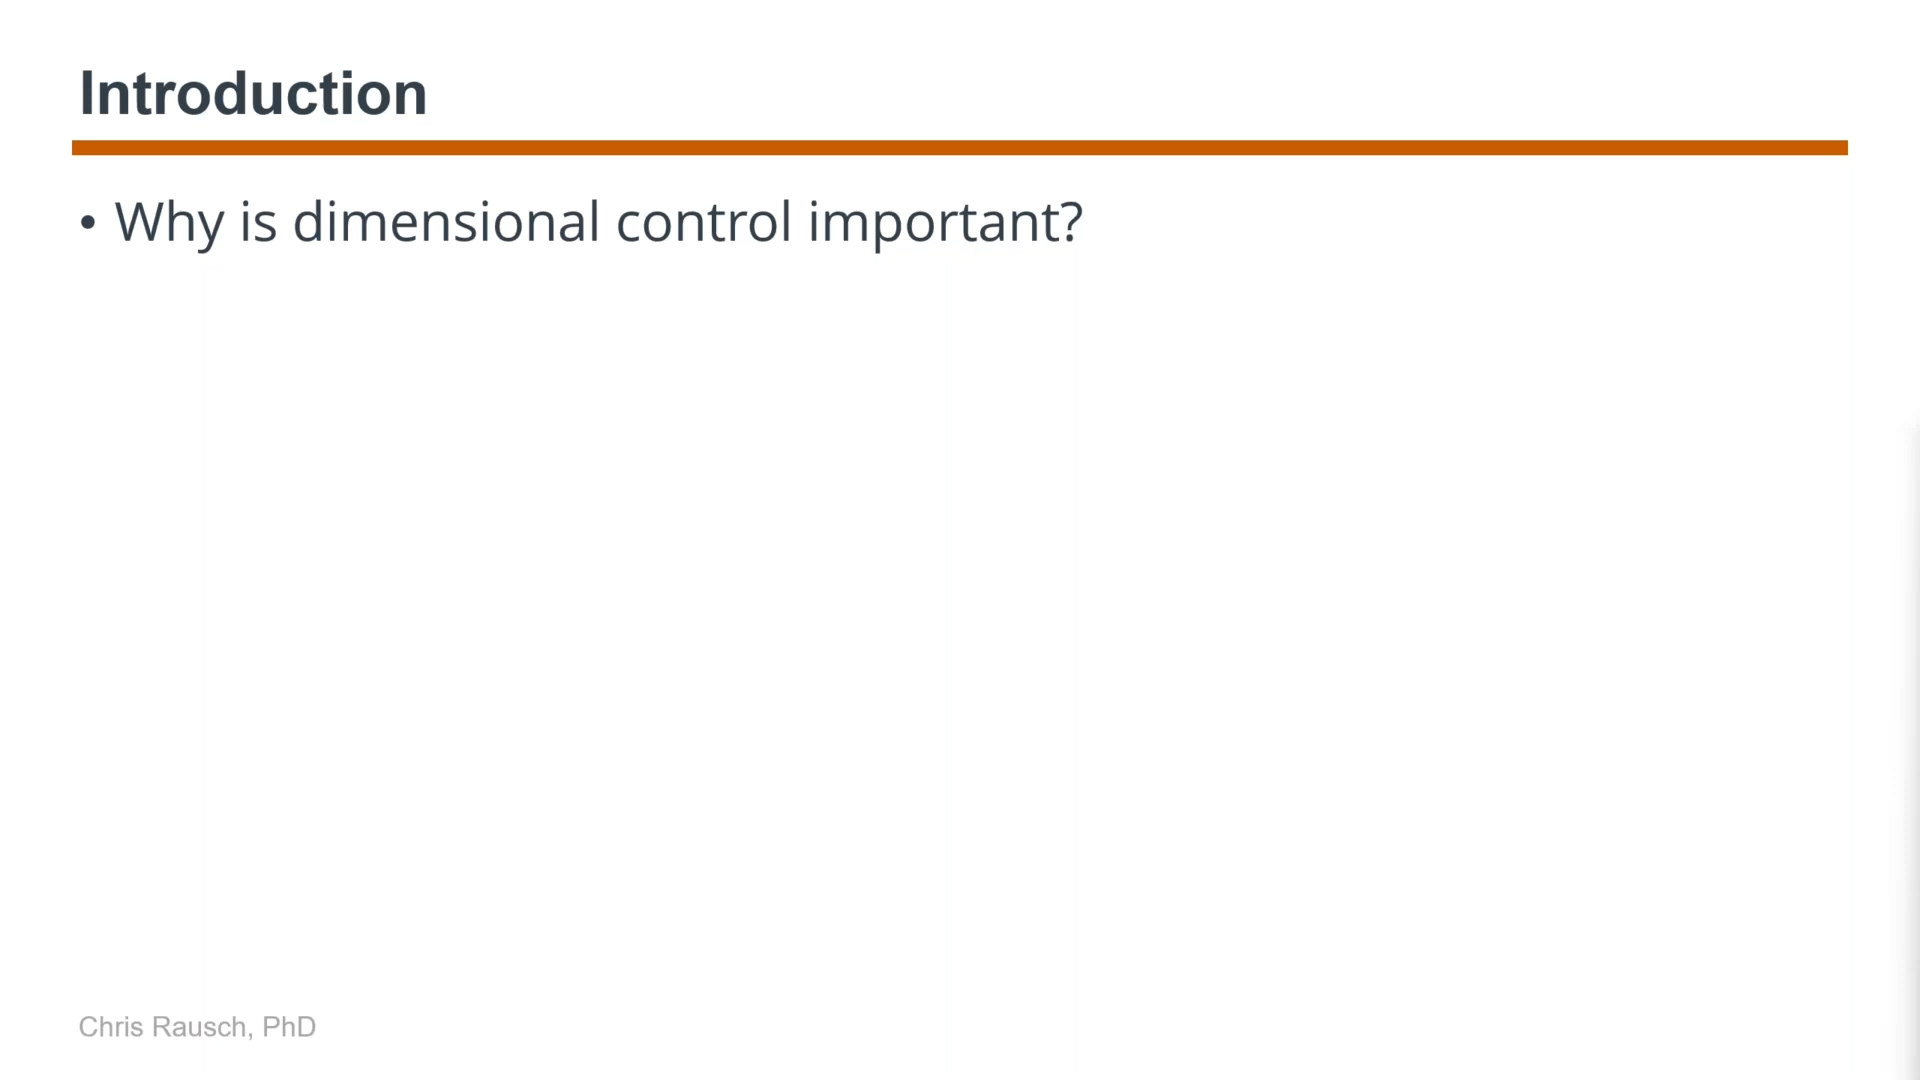 Introduction
• Why is dimensional control important?
Chris Rausch, PhD